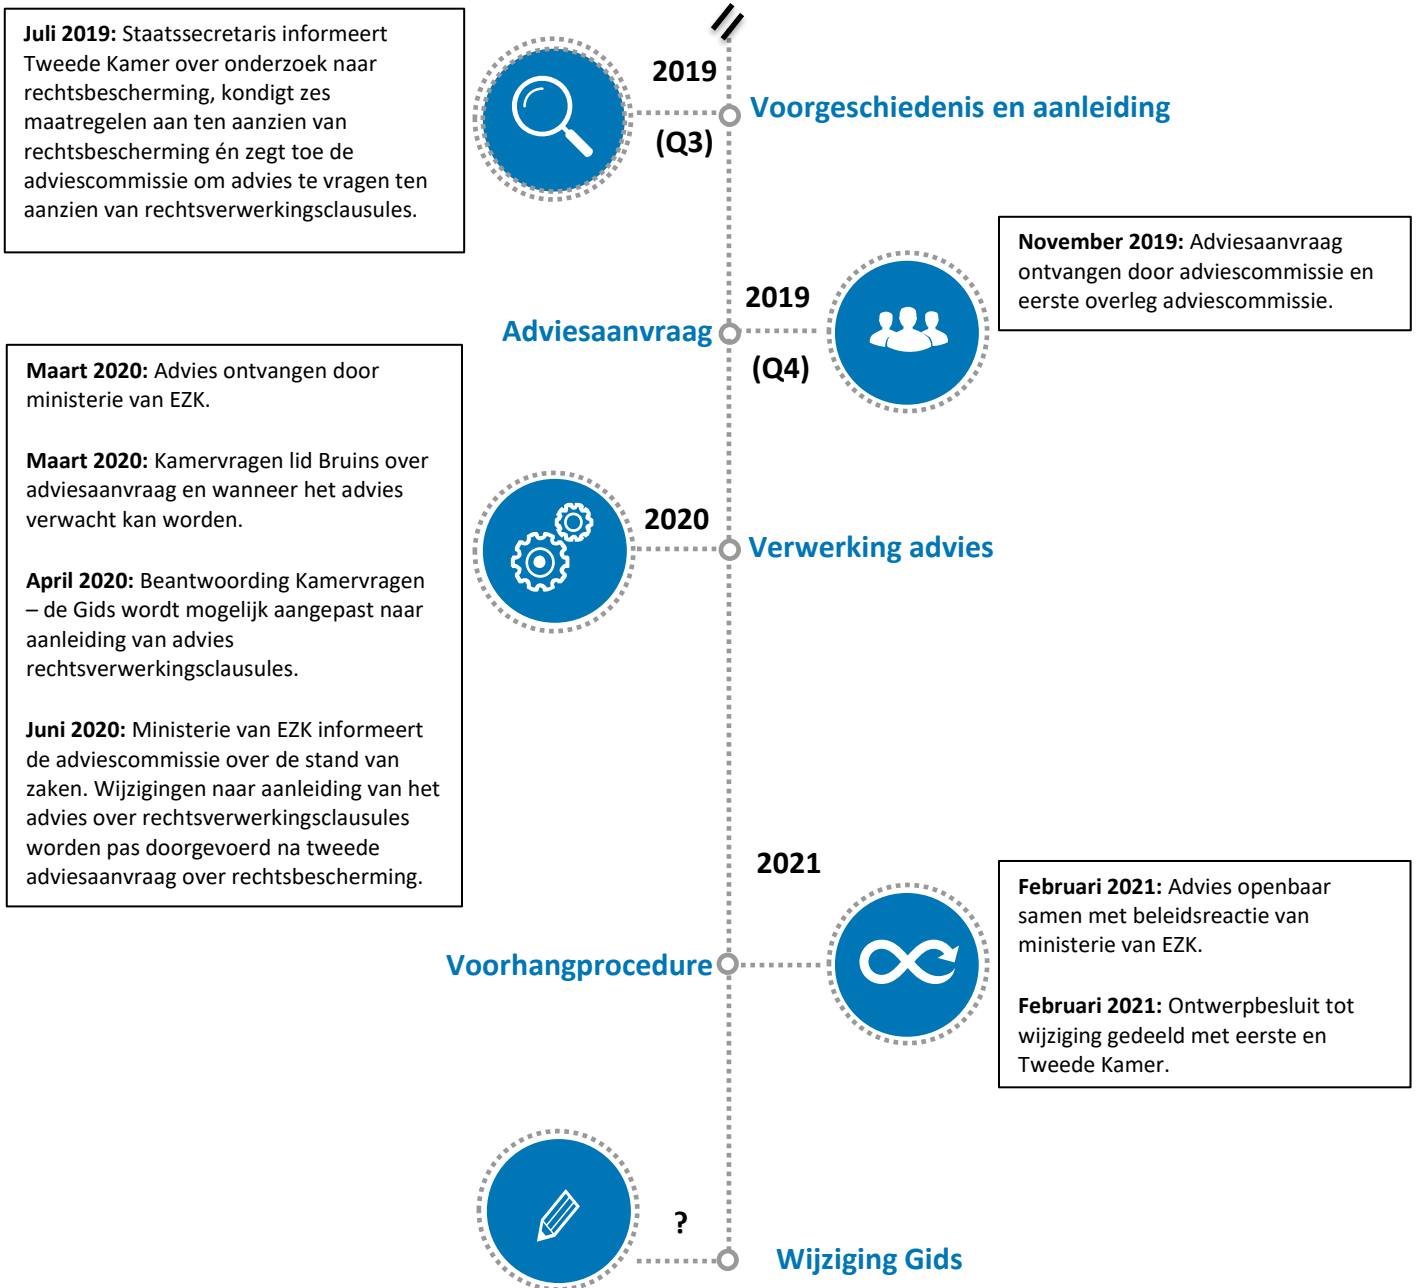 Juli 2019: Staatssecretaris informeert
Tweede Kamer over onderzoek naar
rechtsbescherming, kondigt zes
maatregelen aan ten aanzien van
rechtsbescherming én zegt toe de
adviescommissie om advies te vragen ten
aanzien van rechtsverwerkingsclausules.
2019
(Q3)
Voorgeschiedenis en aanleiding
November 2019: Adviesaanvraag
ontvangen door adviescommissie en
eerste overleg adviescommissie.
2019
(Q4)
Adviesaanvraag
Maart 2020: Advies ontvangen door
ministerie van EZK.
Maart 2020: Kamervragen lid Bruins over
adviesaanvraag en wanneer het advies
verwacht kan worden.
April 2020: Beantwoording Kamervragen
– de Gids wordt mogelijk aangepast naar
aanleiding van advies
rechtsverwerkingsclausules.
Juni 2020: Ministerie van EZK informeert
de adviescommissie over de stand van
zaken. Wijzigingen naar aanleiding van het
advies over rechtsverwerkingsclausules
worden pas doorgevoerd na tweede
adviesaanvraag over rechtsbescherming.
2020
Verwerking advies
2021
Voorhangprocedure
Februari 2021: Advies openbaar
samen met beleidsreactie van
ministerie van EZK.
Februari 2021: Ontwerpbesluit tot
wijziging gedeeld met eerste en
Tweede Kamer.
?
Wijziging Gids